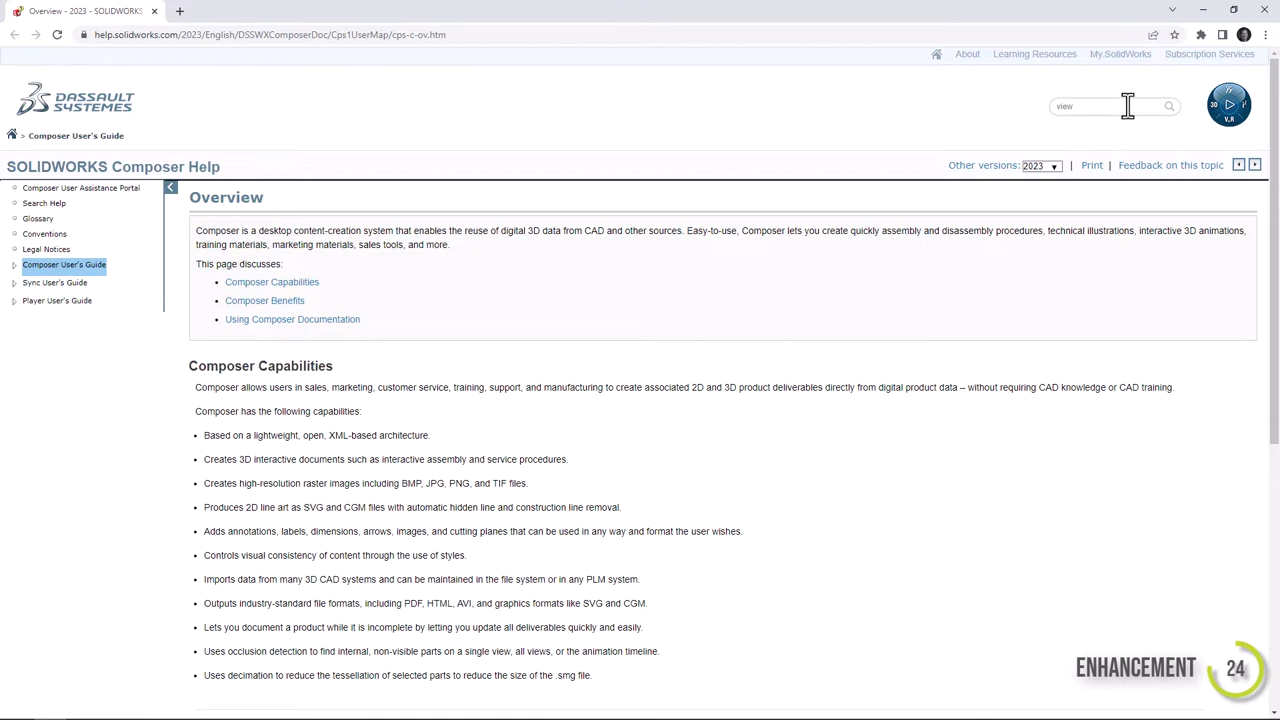 Overview - 2023 - SOLIDWORKS
help.solidworks.com/2023/English/DSSWXComposerDoc/Cps1UserMap/cps-c-ov.htm
About Learning Resources My.SolidWorks Subscription Services
DASSAULT SYSTEMES
view
3D V.R
> Composer User's Guide
SOLIDWORKS Composer Help
Other versions: 2023 | Print | Feedback on this topic
Composer User Assistance Portal
Search Help
Glossary
Conventions
Legal Notices
Composer User's Guide
Sync User's Guide
Player User's Guide
Overview
Composer is a desktop content-creation system that enables the reuse of digital 3D data from CAD and other sources. Easy-to-use, Composer lets you create quickly assembly and disassembly procedures, technical illustrations, interactive 3D animations,
training materials, marketing materials, sales tools, and more.
This page discusses:
• Composer Capabilities
• Composer Benefits
• Using Composer Documentation
Composer Capabilities
Composer allows users in sales, marketing, customer service, training, support, and manufacturing to create associated 2D and 3D product deliverables directly from digital product data – without requiring CAD knowledge or CAD training.
Composer has the following capabilities:
• Based on a lightweight, open, XML-based architecture.
• Creates 3D interactive documents such as interactive assembly and service procedures.
• Creates high-resolution raster images including BMP, JPG, PNG, and TIF files.
• Produces 2D line art as SVG and CGM files with automatic hidden line and construction line removal.
• Adds annotations, labels, dimensions, arrows, images, and cutting planes that can be used in any way and format the user wishes.
• Controls visual consistency of content through the use of styles.
• Imports data from many 3D CAD systems and can be maintained in the file system or in any PLM system.
• Outputs industry-standard file formats, including PDF, HTML, AVI, and graphics formats like SVG and CGM.
• Lets you document a product while it is incomplete by letting you update all deliverables quickly and easily.
• Uses occlusion detection to find internal, non-visible parts on a single view, all views, or the animation timeline.
• Uses decimation to reduce the tessellation of selected parts to reduce the size of the .smg file.
ENHANCEMENT 24